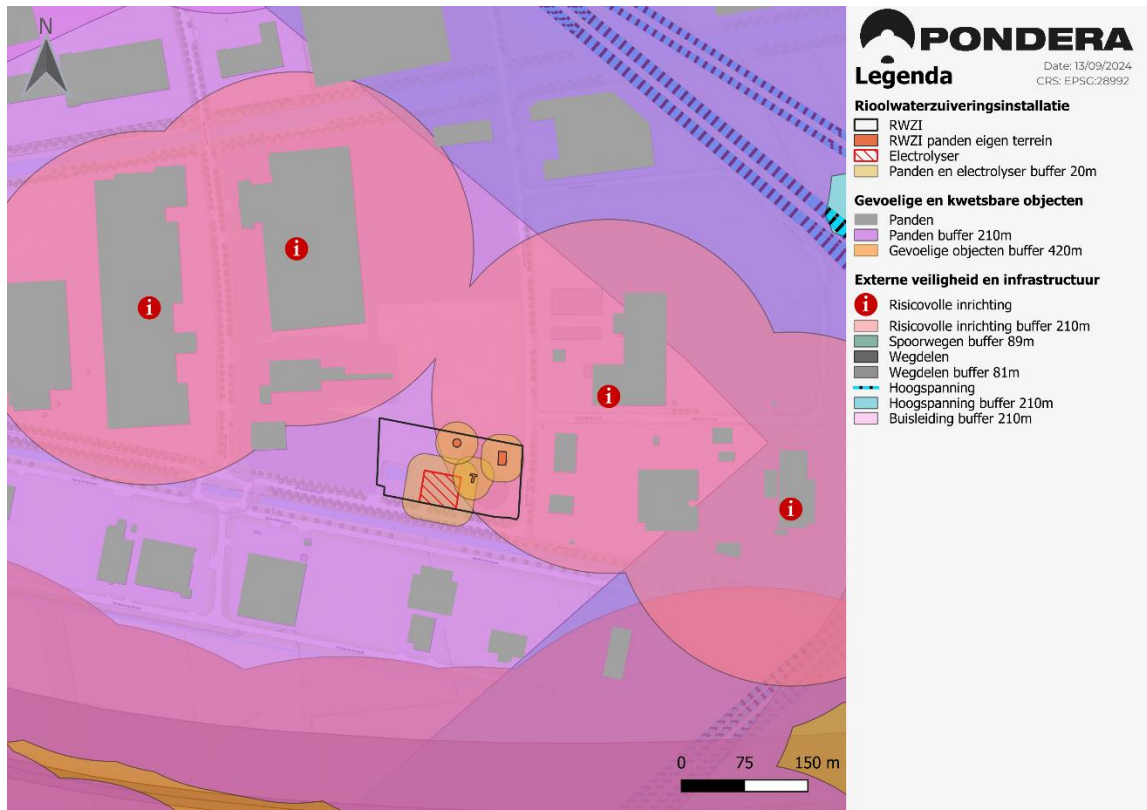 N
PONDERA
Date: 13/09/2024
Legenda
CRS: EPSG:28992
Rioolwaterzuiveringsinstallatie
RWZI
RWZI panden eigen terrein
Electrolyser
Panden en electrolyser buffer 20m
Gevoelige en kwetsbare objecten
Panden
Panden buffer 210m
Gevoelige objecten buffer 420m
Externe veiligheid en infrastructuur
i Risicovolle inrichting
Risicovolle inrichting buffer 210m
Spoorwegen buffer 89m
Wegdelen
Wegdelen buffer 81m
Hoogspanning
Hoogspanning buffer 210m
Buisleiding buffer 210m
i
i
i
i
0 75 150 m